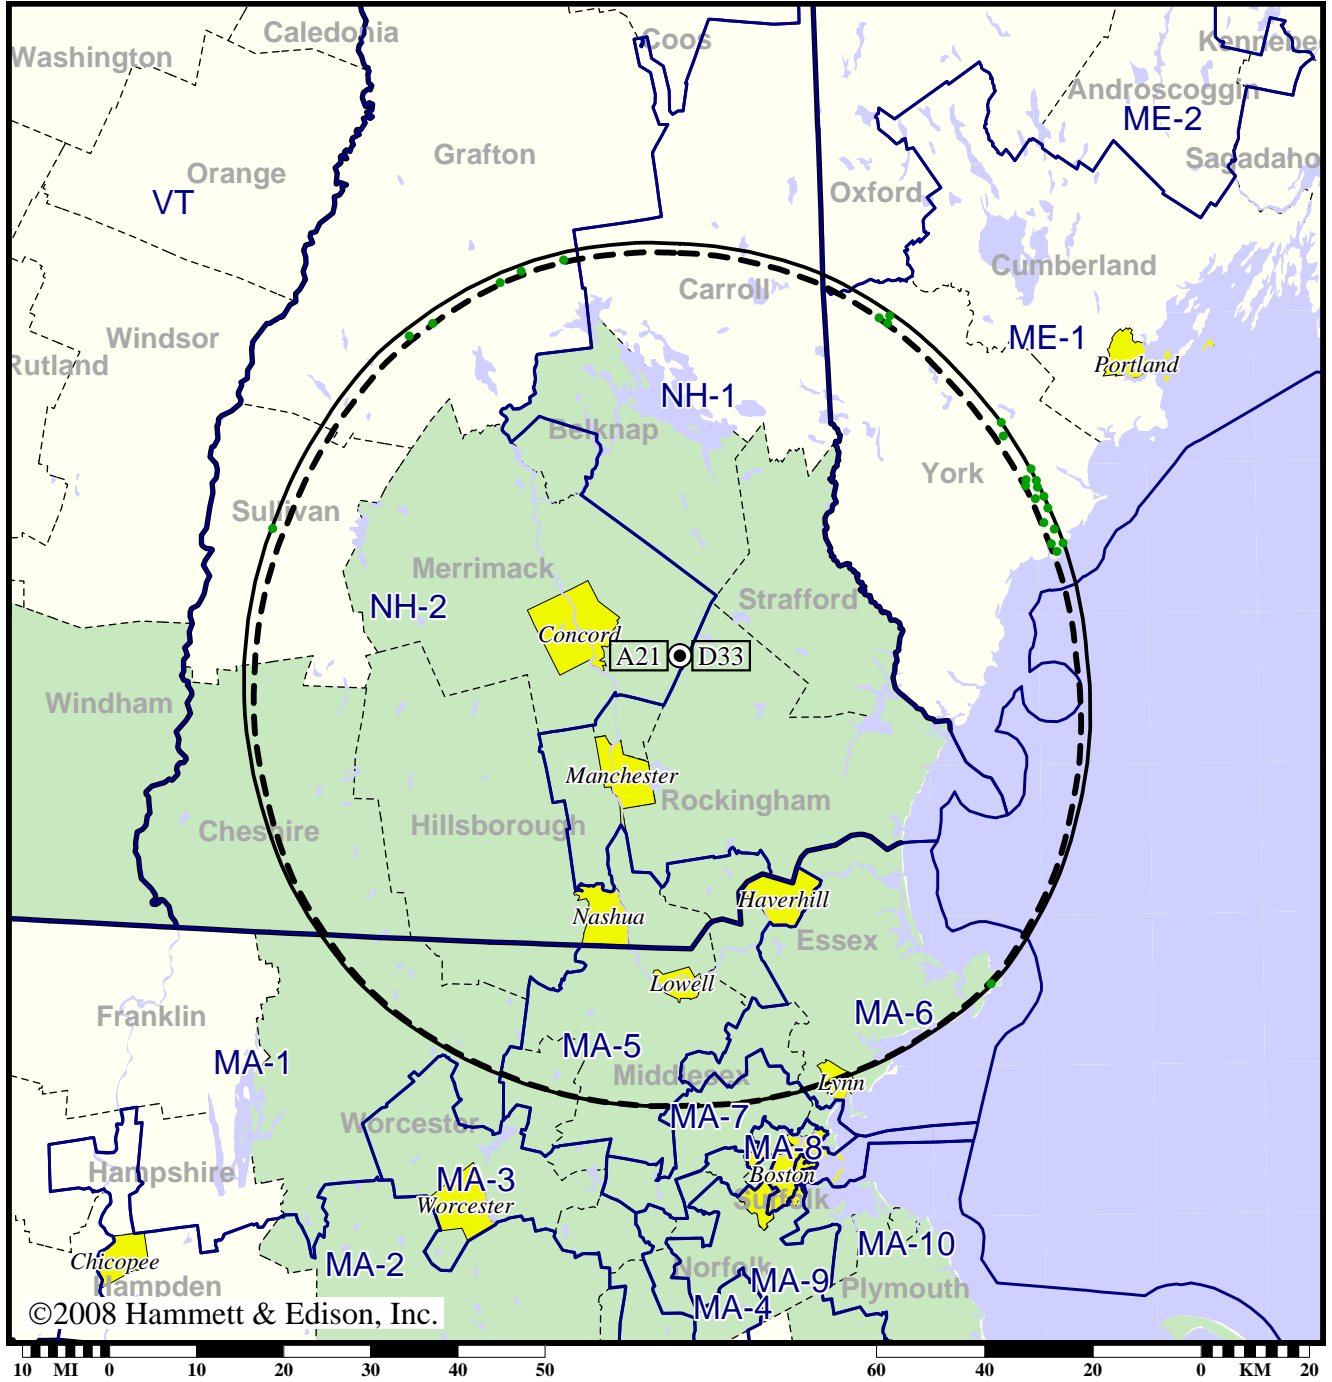 Caledonia
Coos
Washington
Kennebe
Androscoggin
ME-2
Grafton
Sagadaho
Orange
VT
Oxford
Cumberland
Carroll
Windsor
ME-1
Rutland
Portland
NH-1
Belknap
York
Sullivan
Merrimack
Strafford
NH-2
Concord
A21
D33
Windham
Manchester
Rockingham
Cheshire
Hillsborough
Haverhill
Nashua
Essex
Lowell
Franklin
MA-6
MA-5
MA-1
Middlesex
Lynn
MA-7
Worcester
MA-8
Hampshire
Boston
MA-3
Suffolk
Worcester
MA-10
Chicopee
MA-2
Norfolk
MA-9
Hampden
Plymouth
MA-4
©2008 Hammett & Edison, Inc.
10 MI 0 10 20 30 40 50 60 40 20 0 KM 20